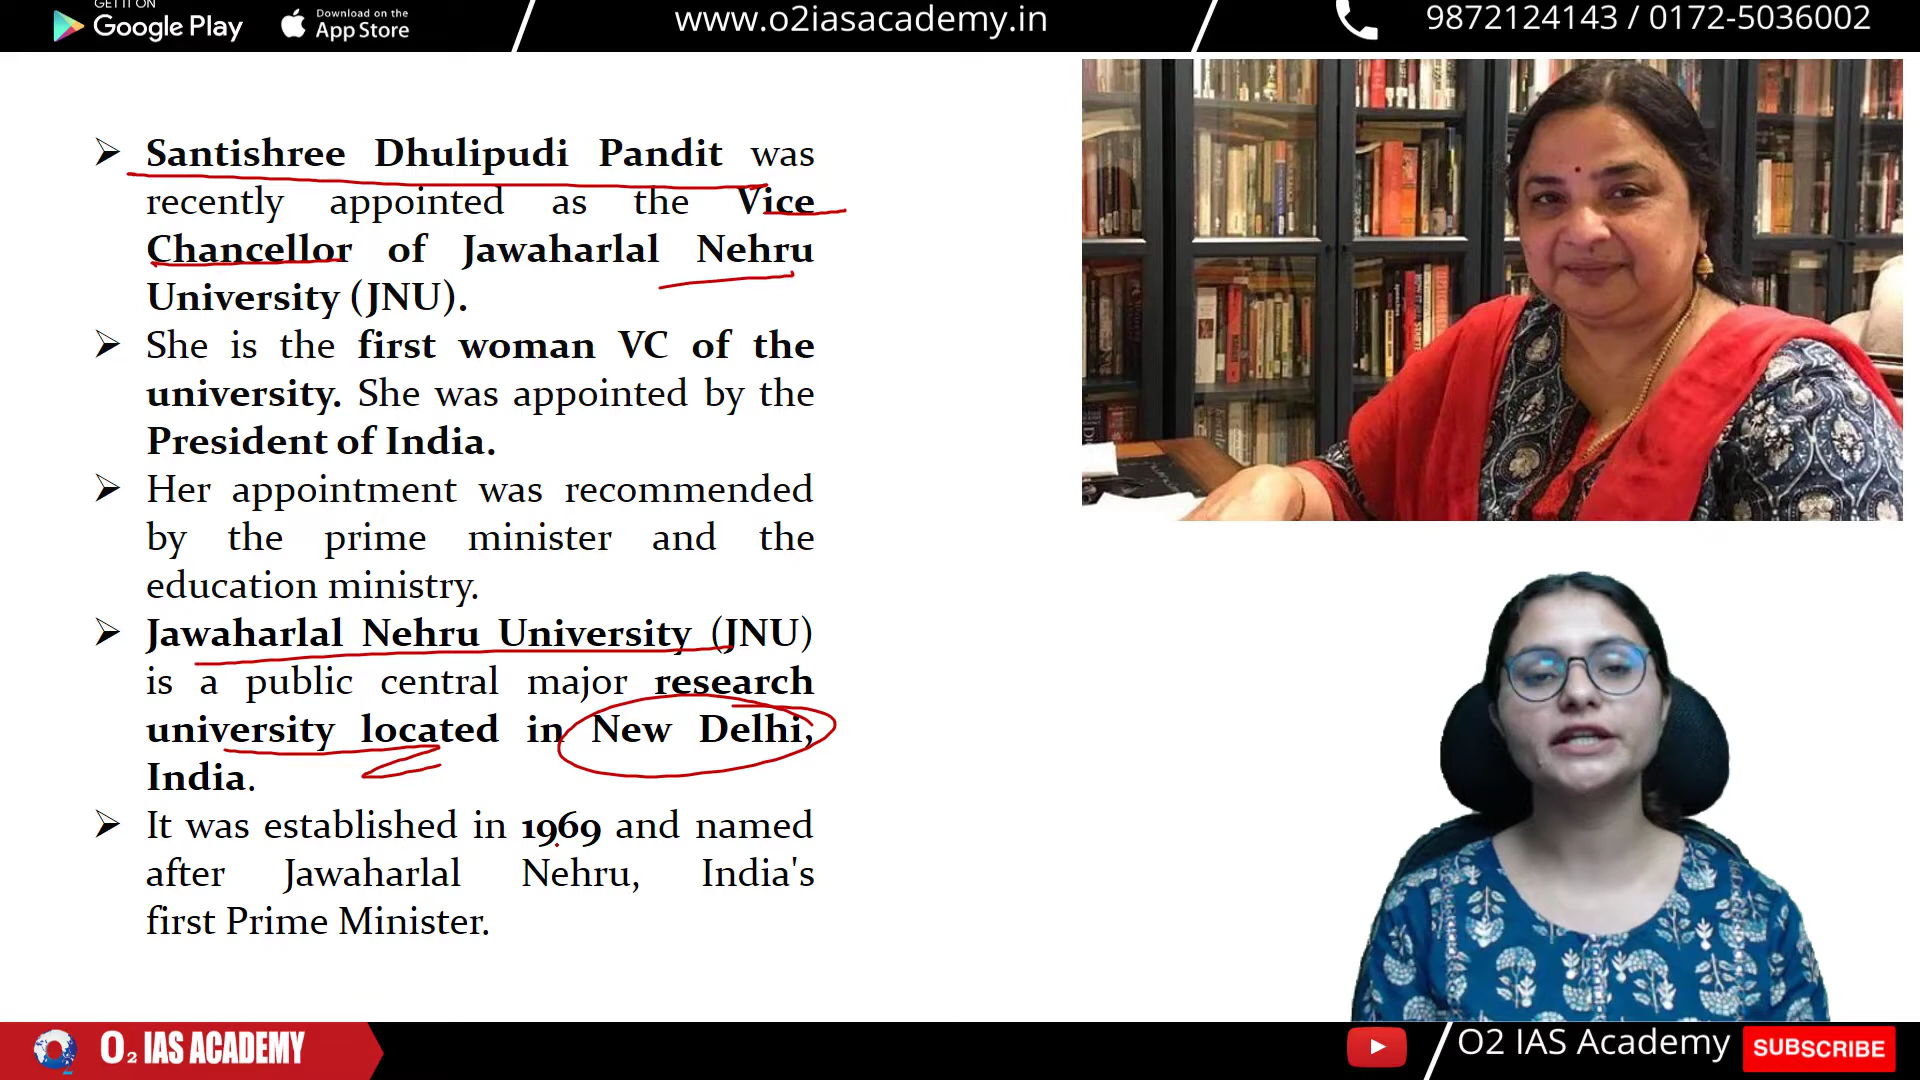 GET IT ON
Google Play
Download on the
App Store
www.o2iasacademy.in
9872124143 / 0172-5036002
➢ Santishree Dhulipudi Pandit was
recently appointed as the Vice
Chancellor of Jawaharlal Nehru
University (JNU).
➢ She is the first woman VC of the
university. She was appointed by the
President of India.
➢ Her appointment was recommended
by the prime minister and the
education ministry.
➢ Jawaharlal Nehru University (JNU)
is a public central major research
university located in New Delhi,
India.
➢ It was established in 1969 and named
after Jawaharlal Nehru, India's
first Prime Minister.
O2 IAS ACADEMY
O2 IAS Academy
SUBSCRIBE